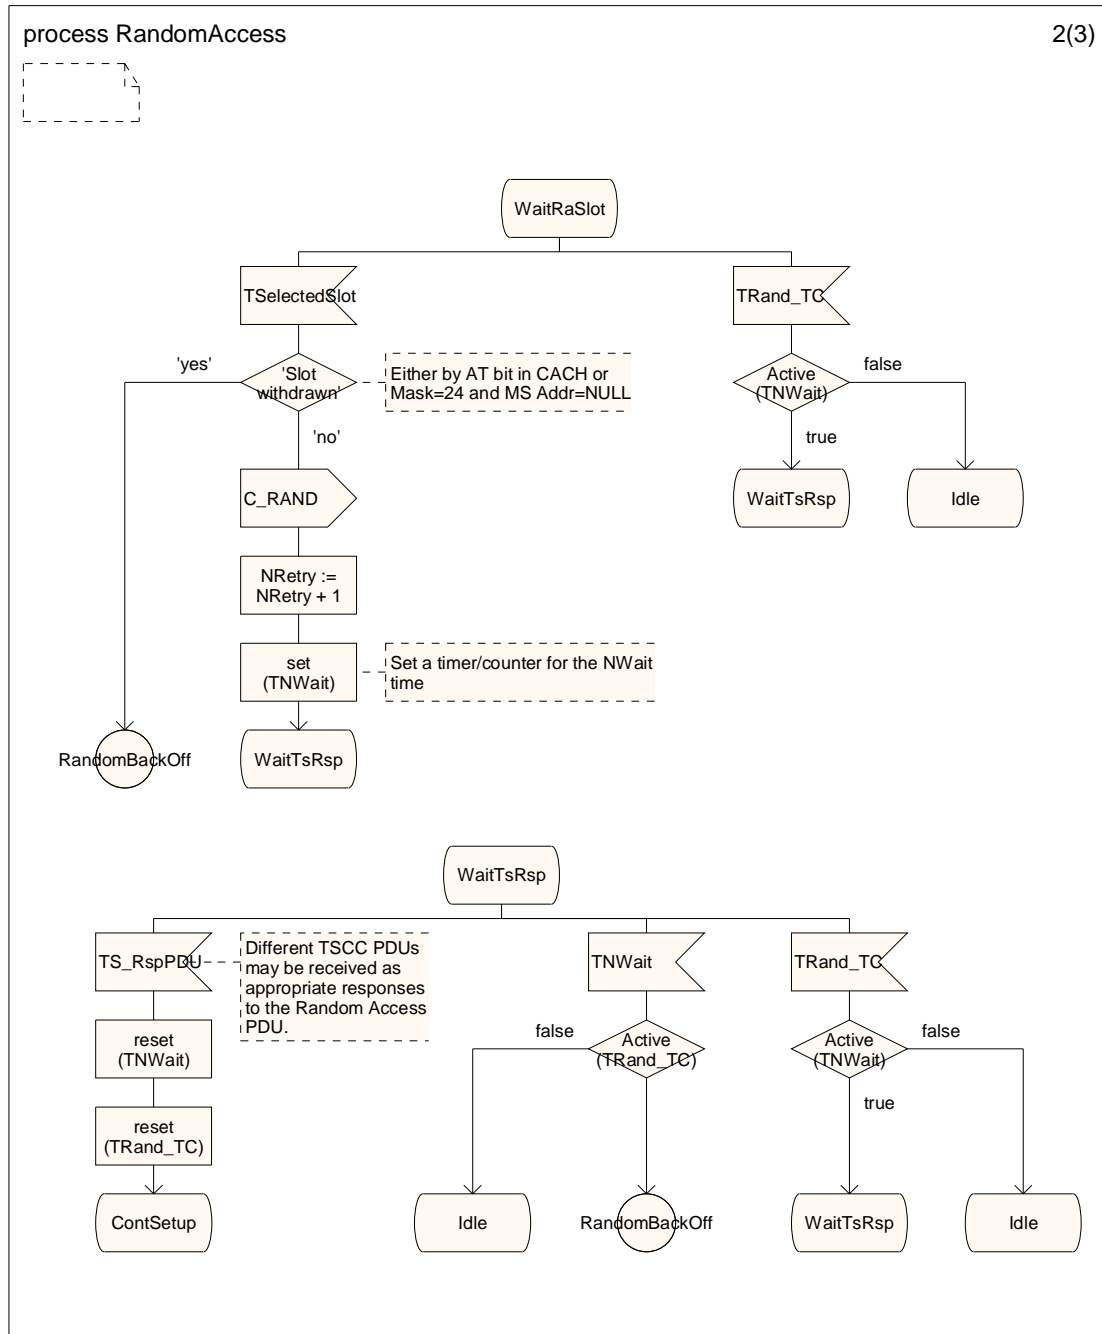 process RandomAccess
2(3)
WaitRaSlot
TSelectedSlot
TRand_TC
'yes'
'Slot
withdrawn'
Either by AT bit in CACH or
Mask=24 and MS Addr=NULL
Active
(TNWait)
false
'no'
true
C_RAND
WaitTsRsp
Idle
NRetry :=
NRetry + 1
set
(TNWait)
Set a timer/counter for the NWait
time
RandomBackOff
WaitTsRsp
WaitTsRsp
TS_RspPDU
Different TSCC PDUs
may be received as
appropriate responses
to the Random Access
PDU.
TNWait
TRand_TC
reset
(TNWait)
false
Active
(TRand_TC)
Active
(TNWait)
false
true
reset
(TRand_TC)
ContSetup
Idle
RandomBackOff
WaitTsRsp
Idle